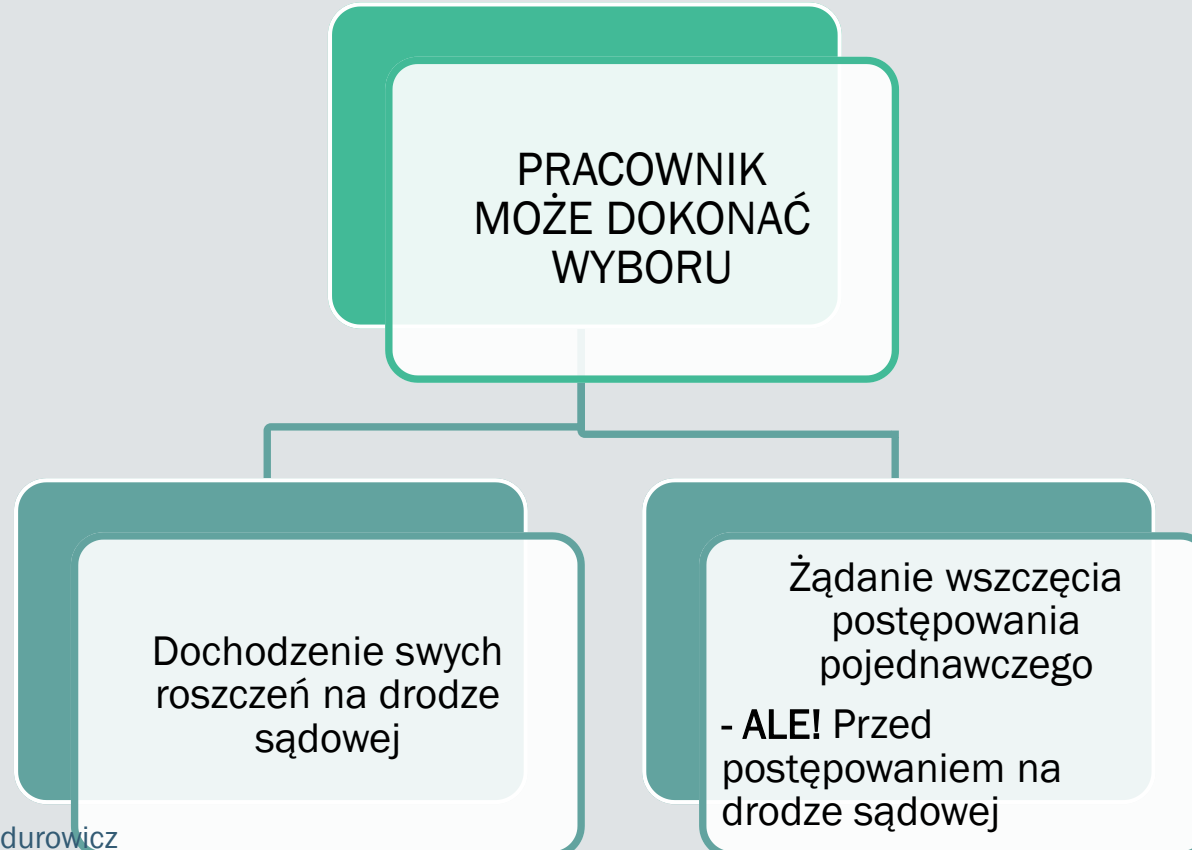 PRACOWNIK
MOŻE DOKONAĆ
WYBORU
Dochodzenie swych
roszczeń na drodze
sądowej
Żądanie wszczęcia
postępowania
pojednawczego
- ALE! Przed
postępowaniem na
drodze sądowej
durowicz